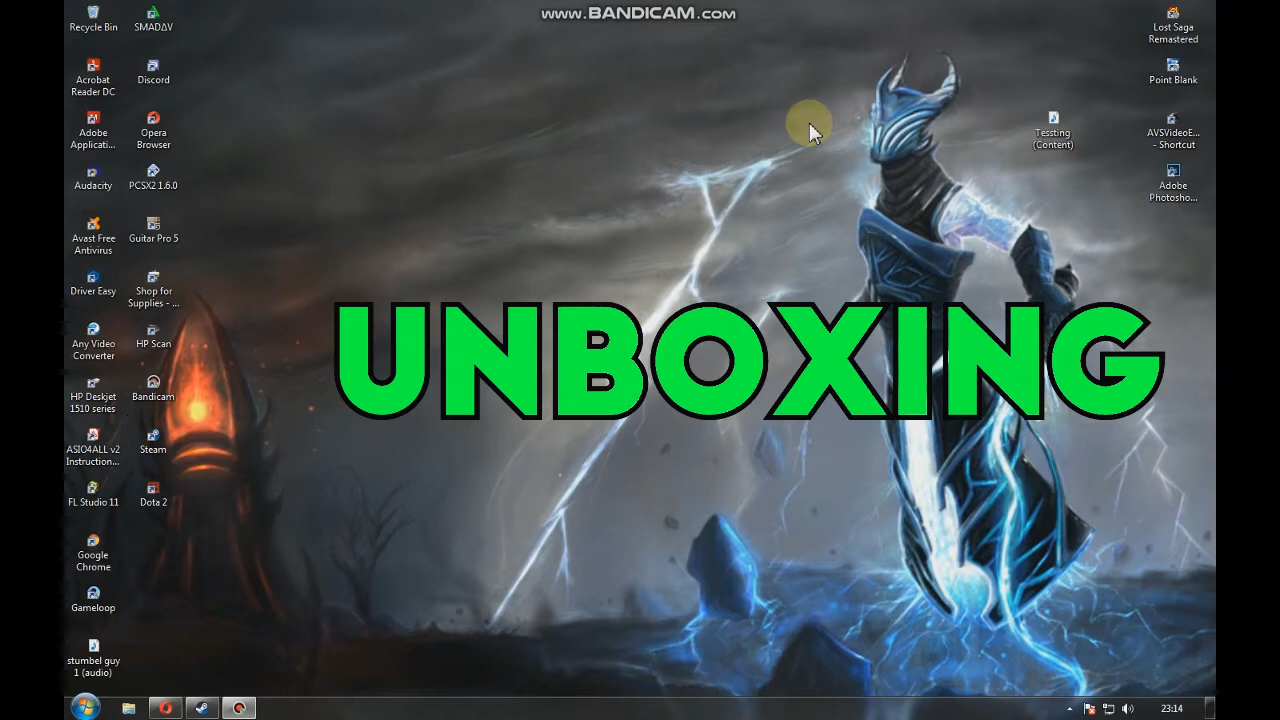 www.BANDICAM.com
Recycle Bin
SMADΔV
Acrobat
Reader DC
Discord
Adobe
Applicati...
Opera
Browser
Audacity
PCSX2 1.6.0
Avast Free
Antivirus
Guitar Pro 5
Driver Easy
Shop for
Supplies - ...
Any Video
Converter
HP Scan
HP Deskjet
1510 series
Bandicam
ASIO4ALL v2
Instruction...
Steam
FL Studio 11
Dota 2
Google
Chrome
Gameloop
stumbel guy
1 (audio)
Lost Saga
Remastered
Point Blank
Tessting
(Content)
AVSVideoE...
- Shortcut
Adobe
Photosho...
UNBOXING
23:14